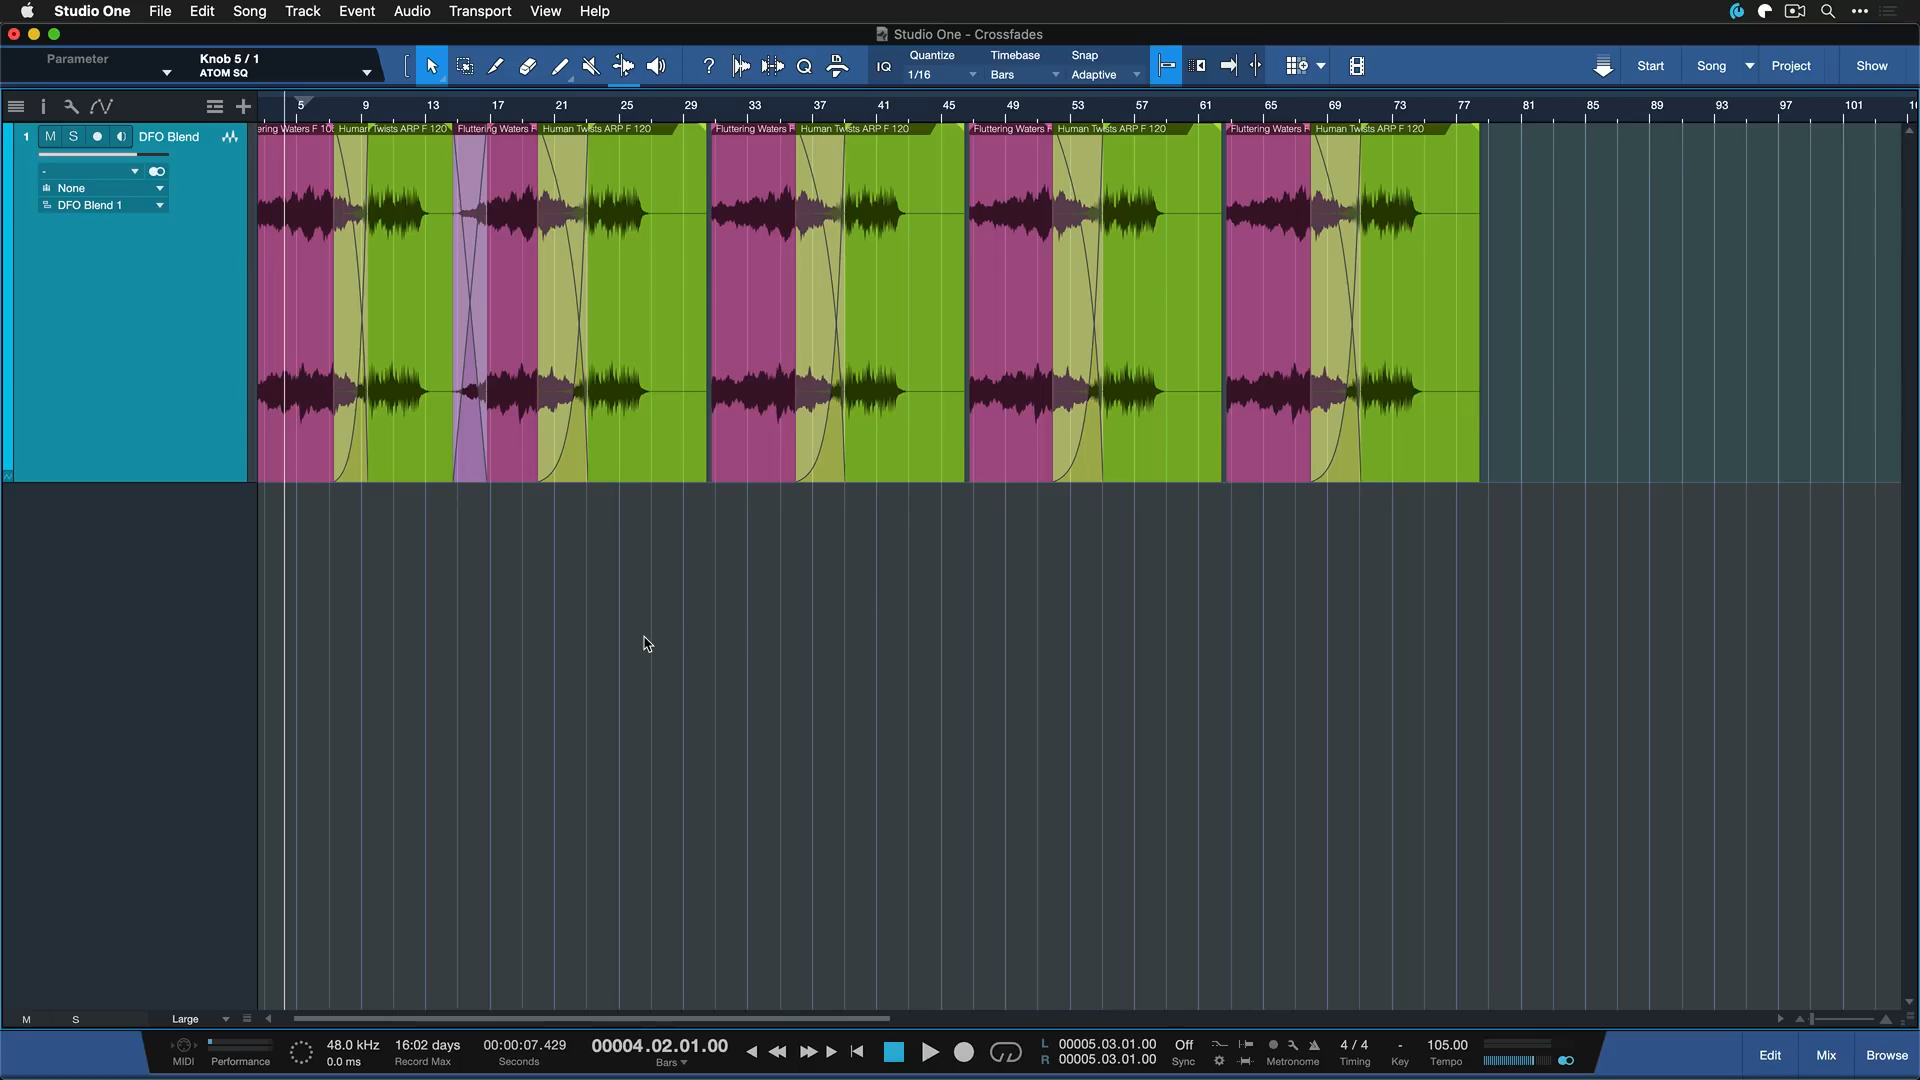 Studio One File Edit Song Track Event Audio Transport View Help
Studio One - Crossfades
Parameter
Knob 5 / 1
ATOM SQ
?
Q
IQ
Quantize
1/16
Timebase
Bars
Snap
Adaptive
Start
Song
Project
Show
5 9 13 17 21 25 29 33 37 41 45 49 53 57 61 65 69 73 77 81 85 89 93 97 101
ering Waters F Human Twists ARP F 120 Fluttering Waters F Human Twists ARP F 120 Fluttering Waters F Human Twists ARP F 120 Fluttering Waters F Human Twists ARP F 120 Fluttering Waters F Human Twists ARP F 120
1 M S DFO Blend
-
None
DFO Blend 1
M S Large
MIDI
Performance
48.0 kHz
0.0 ms
16:02 days
Record Max
00:00:07.429
Seconds
00004.02.01.00
Bars
L 00005.03.01.00
R 00005.03.01.00
Off
Sync
Metronome
4 / 4
Timing
-
Key
105.00
Tempo
Edit
Mix
Browse